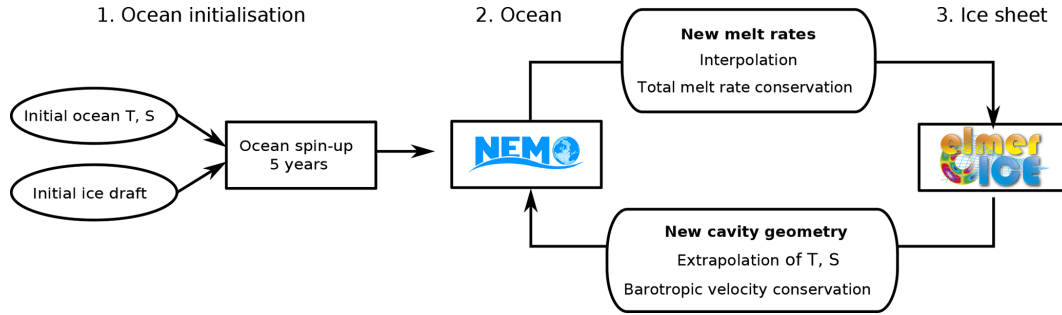 1. Ocean initialisation
2. Ocean
3. Ice sheet
New melt rates
Interpolation
Total melt rate conservation
Initial ocean T, S
Ocean spin-up
5 years
NEMO
elmer
ICE
Initial ice draft
New cavity geometry
Extrapolation of T, S
Barotropic velocity conservation